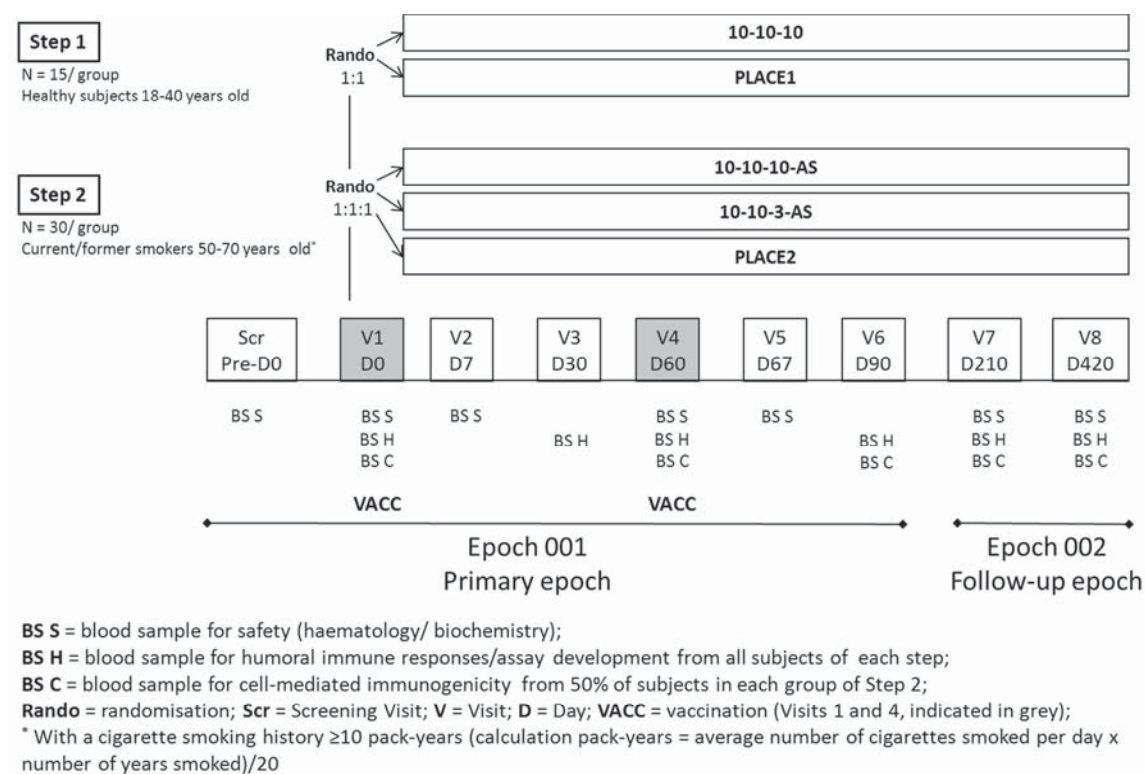 Step 1
N = 15/ group
Healthy subjects 18-40 years old
Rando
1:1
10-10-10
PLACE1
Step 2
N = 30/ group
Current/former smokers 50-70 years old*
Rando
1:1:1
10-10-10-AS
10-10-3-AS
PLACE2
Scr V1 V2 V3 V4 V5 V6 V7 V8
Pre-D0 D0 D7 D30 D60 D67 D90 D210 D420
BS S BS S BS S BS S BS S BS S BS S
BS H BS H BS H BS H BS H BS H
BS C BS C BS C BS C BS C
VACC VACC
Epoch 001 Epoch 002
Primary epoch Follow-up epoch
BS S = blood sample for safety (haematology/ biochemistry);
BS H = blood sample for humoral immune responses/assay development from all subjects of each step;
BS C = blood sample for cell-mediated immunogenicity from 50% of subjects in each group of Step 2;
Rando = randomisation; Scr = Screening Visit; V = Visit; D = Day; VACC = vaccination (Visits 1 and 4, indicated in grey);
* With a cigarette smoking history ≥10 pack-years (calculation pack-years = average number of cigarettes smoked per day x
number of years smoked)/20